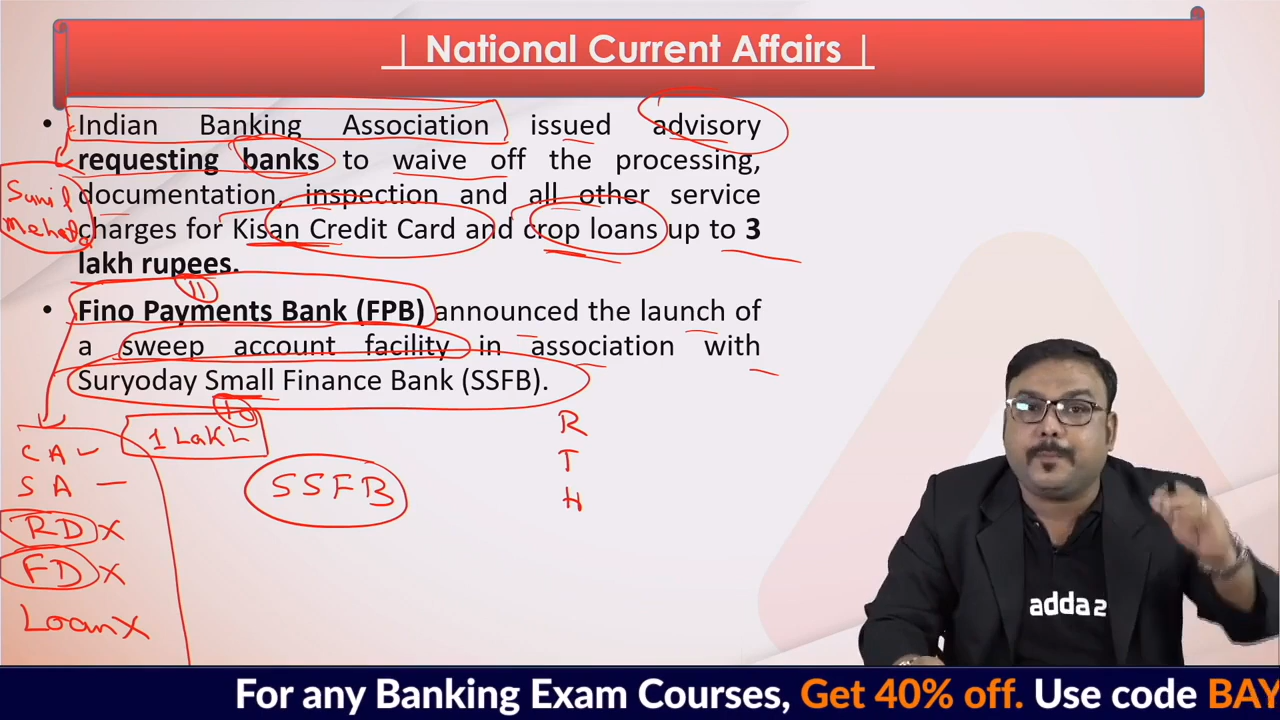 | National Current Affairs |
• Indian Banking Association issued advisory
requesting banks to waive off the processing,
documentation, inspection and all other service
charges for Kisan Credit Card and crop loans up to 3
lakh rupees.
Sunil
11
• Fino Payments Bank (FPB) announced the launch of
a sweep account facility in association with
Suryoday Small Finance Bank (SSFB).
1 LaKh
CA
SA
RD X
FD X
Loan X
SSFB
R
T
H
adda2
For any Banking Exam Courses, Get 40% off. Use code BAY